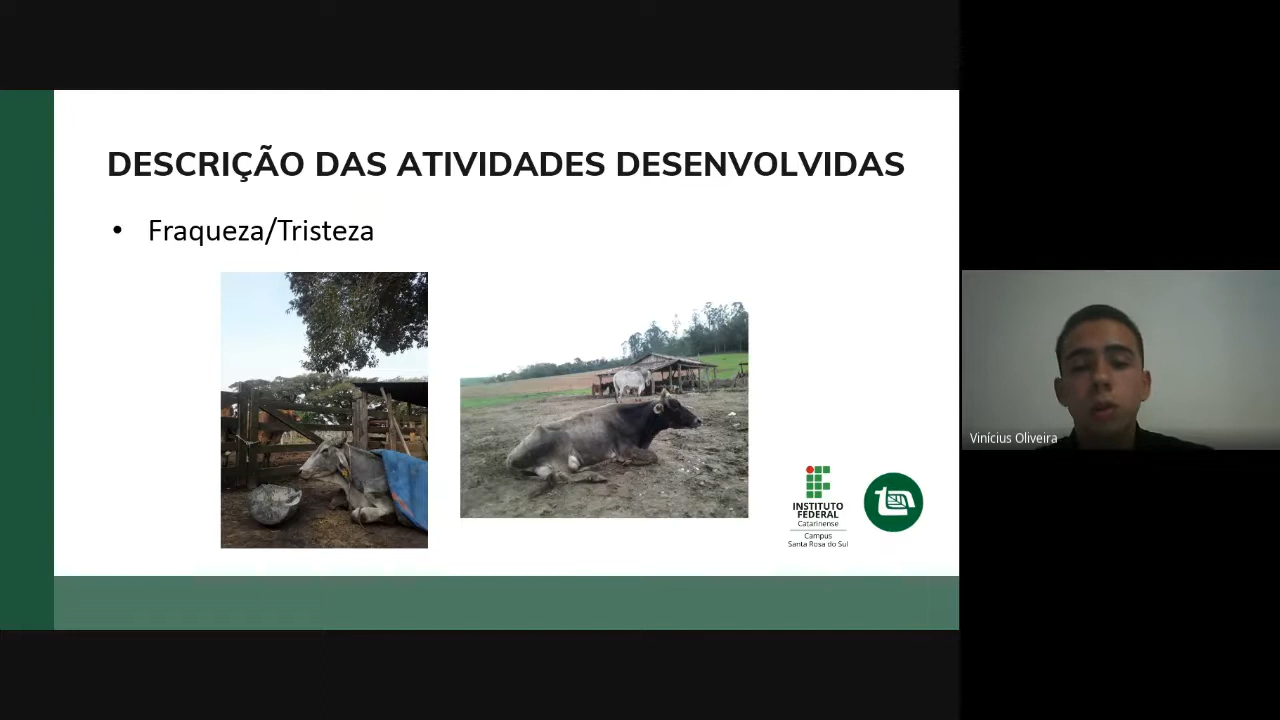 DESCRIÇÃO DAS ATIVIDADES DESENVOLVIDAS
• Fraqueza/Tristeza
INSTITUTO
FEDERAL
Catarinense
Campus
Santa Rosa do Sul
Vinícius Oliveira